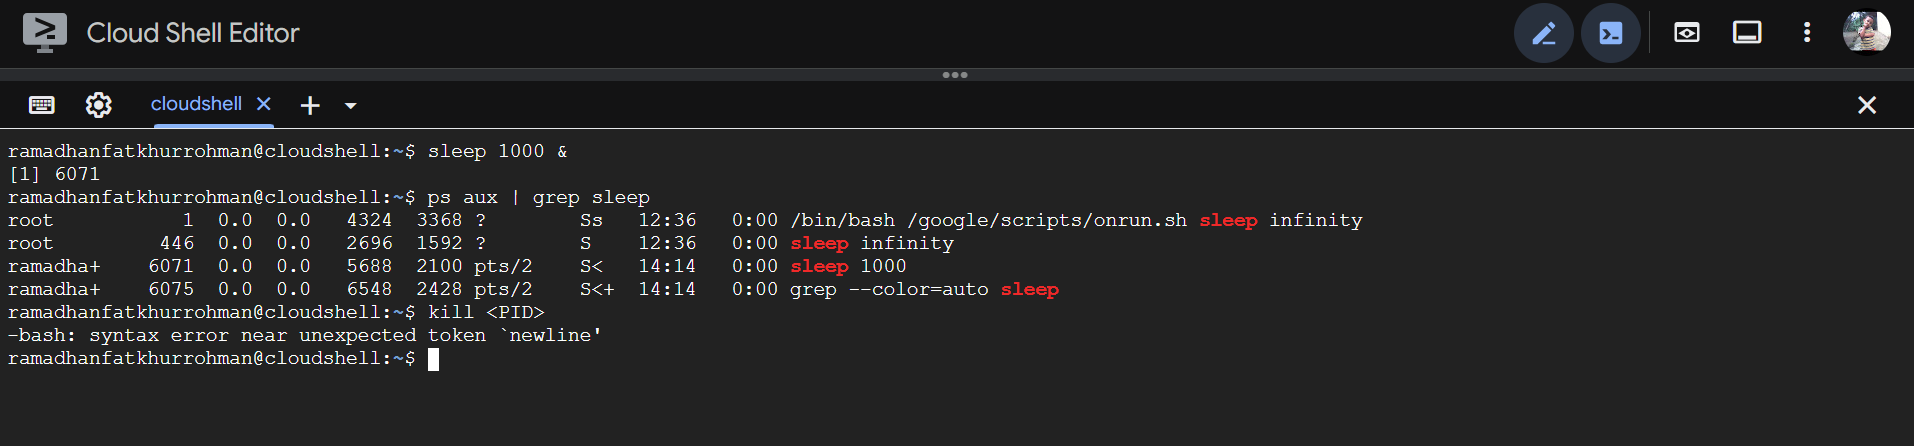 Cloud Shell Editor
cloudshell
ramadhanfatkhurrohman@cloudshell:~$ sleep 1000 &
[1] 6071
ramadhanfatkhurrohman@cloudshell:~$ ps aux | grep sleep
root           1  0.0  0.0   4324  3368 ?        Ss   12:36   0:00 /bin/bash /google/scripts/onrun.sh sleep infinity
root         446  0.0  0.0   2696  1592 ?        S    12:36   0:00 sleep infinity
ramadha+    6071  0.0  0.0   5688  2100 pts/2    S<   14:14   0:00 sleep 1000
ramadha+    6075  0.0  0.0   6548  2428 pts/2    S<+  14:14   0:00 grep --color=auto sleep
ramadhanfatkhurrohman@cloudshell:~$ kill <PID>
-bash: syntax error near unexpected token `newline'
ramadhanfatkhurrohman@cloudshell:~$